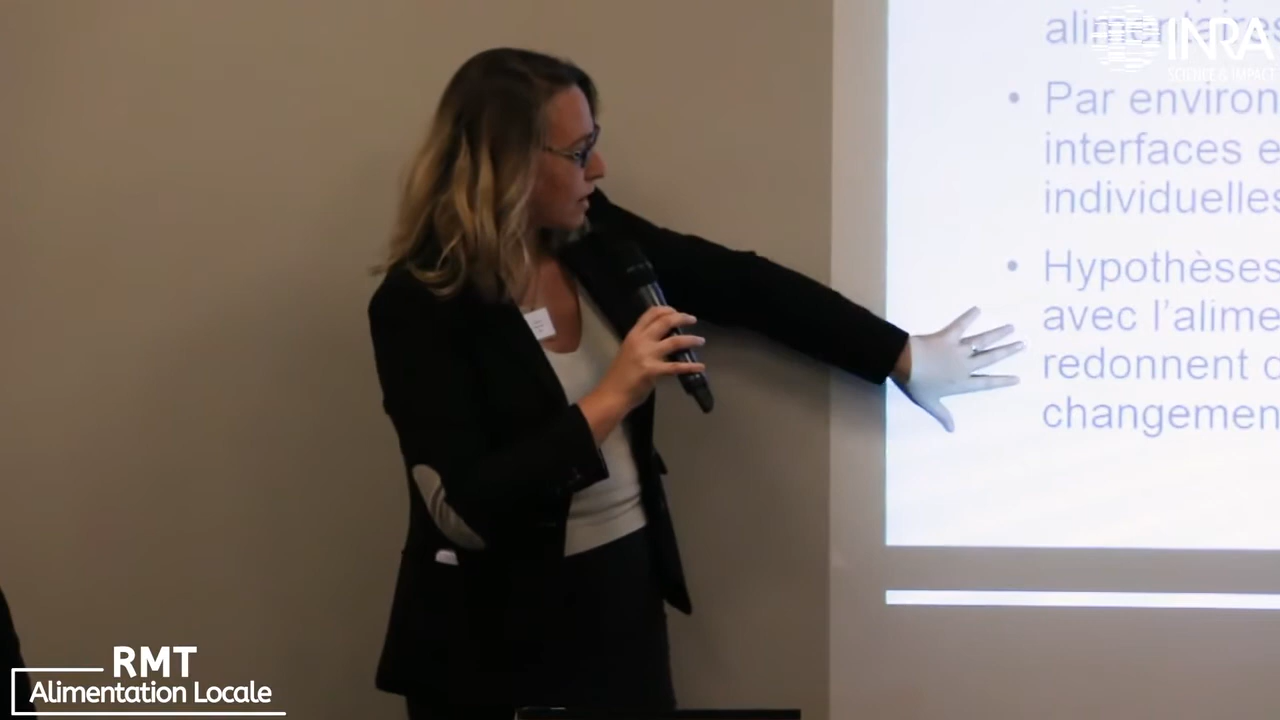 alimentaires
INRA
SCIENCE & IMPACT
• Par environ
interfaces e
individuelles
• Hypothèses
avec l'alime
redonnent d
changemen
RMT
Alimentation Locale